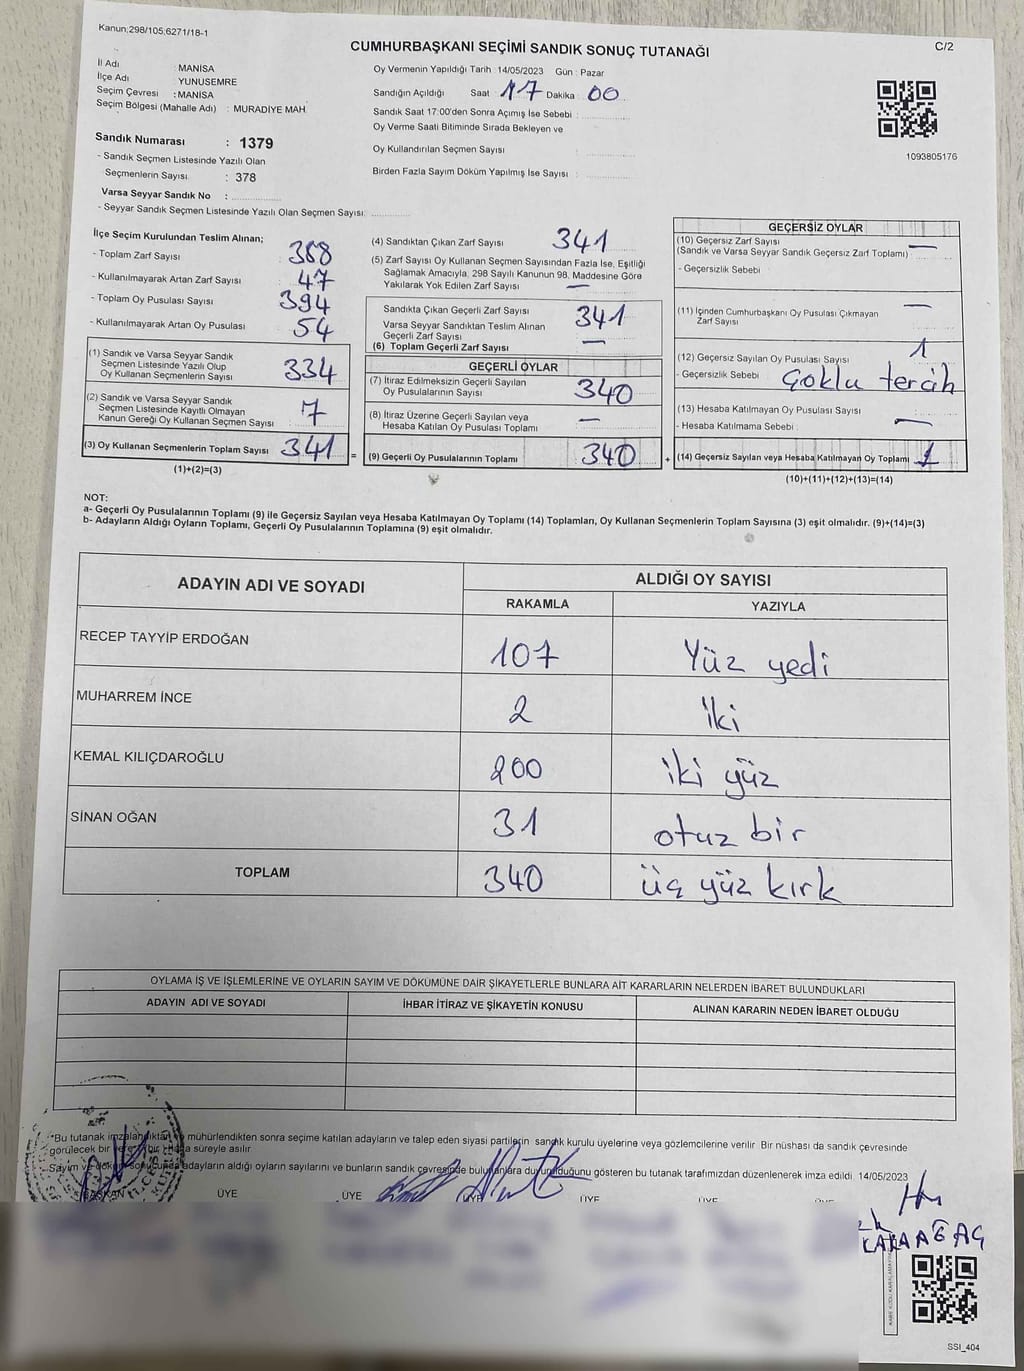 Kanun;298/105;6271/18-1
C/2
CUMHURBAŞKANI SEÇİMİ SANDIK SONUÇ TUTANAĞI
İl Adı : MANİSA
İlçe Adı : YUNUSEMRE
Seçim Çevresi : MANİSA
Seçim Bölgesi (Mahalle Adı) : MURADİYE MAH.
Sandık Numarası : 1379
- Sandık Seçmen Listesinde Yazılı Olan
Seçmenlerin Sayısı : 378
Varsa Seyyar Sandık No :
- Seyyar Sandık Seçmen Listesinde Yazılı Olan Seçmen Sayısı:
Oy Vermenin Yapıldığı Tarih : 14/05/2023 Gün : Pazar
Sandığın Açıldığı Saat 17 Dakika : 00
Sandık Saat 17:00'den Sonra Açımış İse Sebebi :
Oy Verme Saati Bitiminde Sırada Bekleyen ve
Oy Kullandırılan Seçmen Sayısı :
Birden Fazla Sayım Döküm Yapılmış İse Sayısı :
1093805176
İlçe Seçim Kurulundan Teslim Alınan;
- Toplam Zarf Sayısı : 388
- Kullanılmayarak Artan Zarf Sayısı : 47
- Toplam Oy Pusulası Sayısı : 394
- Kullanılmayarak Artan Oy Pusulası : 54
(1) Sandık ve Varsa Seyyar Sandık
Seçmen Listesinde Yazılı Olup
Oy Kullanan Seçmenlerin Sayısı : 334
(2) Sandık ve Varsa Seyyar Sandık
Seçmen Listesinde Kayıtlı Olmayan
Kanun Gereği Oy Kullanan Seçmen Sayısı : 7
(3) Oy Kullanan Seçmenlerin Toplam Sayısı : 341
(1)+(2)=(3)
(4) Sandıktan Çıkan Zarf Sayısı : 341
(5) Zarf Sayısı Oy Kullanan Seçmen Sayısından Fazla İse, Eşitliği
Sağlamak Amacıyla, 298 Sayılı Kanunun 98. Maddesine Göre
Yakılarak Yok Edilen Zarf Sayısı : —
Sandıkta Çıkan Geçerli Zarf Sayısı : 341
Varsa Seyyar Sandıktan Teslim Alınan
Geçerli Zarf Sayısı : —
(6) Toplam Geçerli Zarf Sayısı :
GEÇERLİ OYLAR
(7) İtiraz Edilmeksizin Geçerli Sayılan
Oy Pusulalarının Sayısı : 340
(8) İtiraz Üzerine Geçerli Sayılan veya
Hesaba Katılan Oy Pusulası Toplamı : —
= (9) Geçerli Oy Pusulalarının Toplamı : 340 +
GEÇERSİZ OYLAR
(10) Geçersiz Zarf Sayısı
(Sandık ve Varsa Seyyar Sandık Geçersiz Zarf Toplamı) : —
- Geçersizlik Sebebi
(11) İçinden Cumhurbaşkanı Oy Pusulası Çıkmayan
Zarf Sayısı : —
(12) Geçersiz Sayılan Oy Pusulası Sayısı : 1
- Geçersizlik Sebebi : çoklu tercih
(13) Hesaba Katılmayan Oy Pusulası Sayısı :
- Hesaba Katılmama Sebebi : —
(14) Geçersiz Sayılan veya Hesaba Katılmayan Oy Toplamı : 1
(10)+(11)+(12)+(13)=(14)
NOT:
a- Geçerli Oy Pusulalarının Toplamı (9) ile Geçersiz Sayılan veya Hesaba Katılmayan Oy Toplamı (14) Toplamları, Oy Kullanan Seçmenlerin Toplam Sayısına (3) eşit olmalıdır. (9)+(14)=(3)
b- Adayların Aldığı Oyların Toplamı, Geçerli Oy Pusulalarının Toplamına (9) eşit olmalıdır.
ADAYIN ADI VE SOYADI
ALDIĞI OY SAYISI
RAKAMLA YAZIYLA
RECEP TAYYİP ERDOĞAN 107 Yüz yedi
MUHARREM İNCE 2 iki
KEMAL KILIÇDAROĞLU 200 iki yüz
SİNAN OĞAN 31 otuz bir
TOPLAM 340 üç yüz kırk
OYLAMA İŞ VE İŞLEMLERİNE VE OYLARIN SAYIM VE DÖKÜMÜNE DAİR ŞİKAYETLERLE BUNLARA AİT KARARLARIN NELERDEN İBARET BULUNDUKLARI
ADAYIN ADI VE SOYADI İHBAR İTİRAZ VE ŞİKAYETİN KONUSU ALINAN KARARIN NEDEN İBARET OLDUĞU
*Bu tutanak imzalandıktan ve mühürlendikten sonra seçime katılan adayların ve talep eden siyasi partilerin sandık kurulu üyelerine veya gözlemcilerine verilir. Bir nüshası da sandık çevresinde
görülecek bir yere bir hafta süreyle asılır.
Sayım ve döküm sonucunda adayların aldığı oyların sayılarını ve bunların sandık çevresinde bulunanlara duyurulduğunu gösteren bu tutanak tarafımızdan düzenlenerek imza edildi. 14/05/2023
BAŞKAN ÜYE ÜYE ÜYE ÜYE ÜYE ÜYE
KARAAĞAÇ
SSI_404